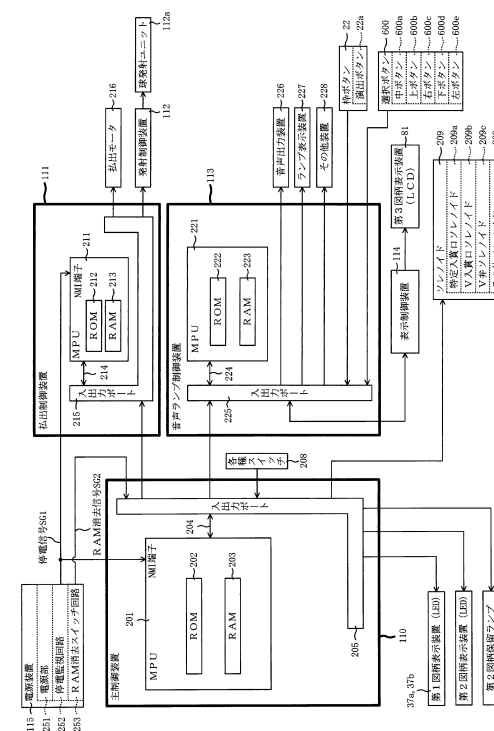 電源装置
115
電源部
251
停電監視回路
252
RAM消去スイッチ回路
253
停電信号SG1
RAM消去信号SG2
主制御装置
110
MPU
201
NMI端子
ROM
202
RAM
203
204
入出力ポート
205
各種スイッチ
208
払出制御装置
111
MPU
211
NMI端子
ROM
212
RAM
213
214
入出力ポート
215
払出モータ
216
発射制御装置
112
球発射ユニット
112a
音声ランプ制御装置
113
MPU
221
ROM
222
RAM
223
224
入出力ポート
225
音声出力装置
226
ランプ表示装置
227
その他装置
228
枠ボタン
22
演出ボタン
22a
選択ボタン
600
中ボタン
600a
上ボタン
600b
右ボタン
600c
下ボタン
600d
左ボタン
600e
表示制御装置
114
第3図柄表示装置
(LCD)
81
ソレノイド
209
特定入賞口ソレノイド
209a
V入賞口ソレノイド
209b
V弁ソレノイド
209c
37a, 37b
第1図柄表示装置(LED)
第2図柄表示装置(LED)
第2図柄保留ランプ